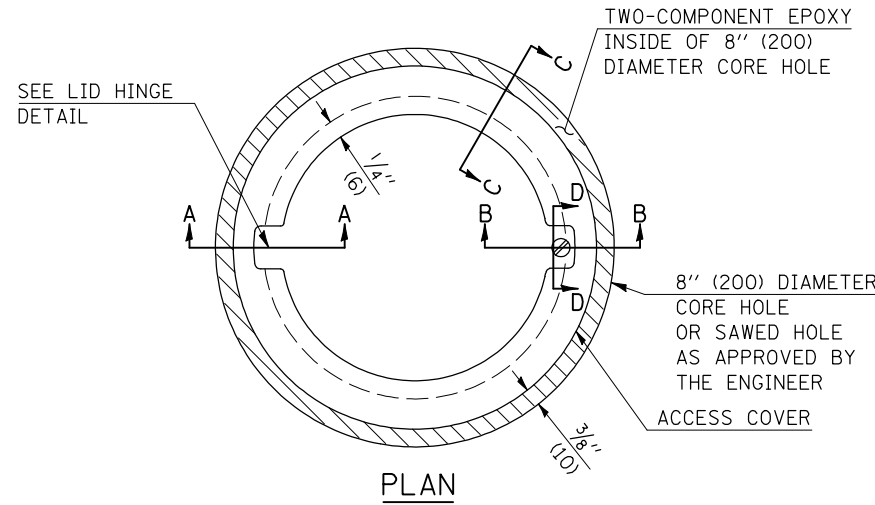 TWO-COMPONENT EPOXY
INSIDE OF 8" (200)
DIAMETER CORE HOLE
SEE LID HINGE
DETAIL
C
C
1/4"
(6)
A
A
B
B
D
D
8" (200) DIAMETER
CORE HOLE
OR SAWED HOLE
AS APPROVED BY
THE ENGINEER
ACCESS COVER
3/8"
(10)
PLAN